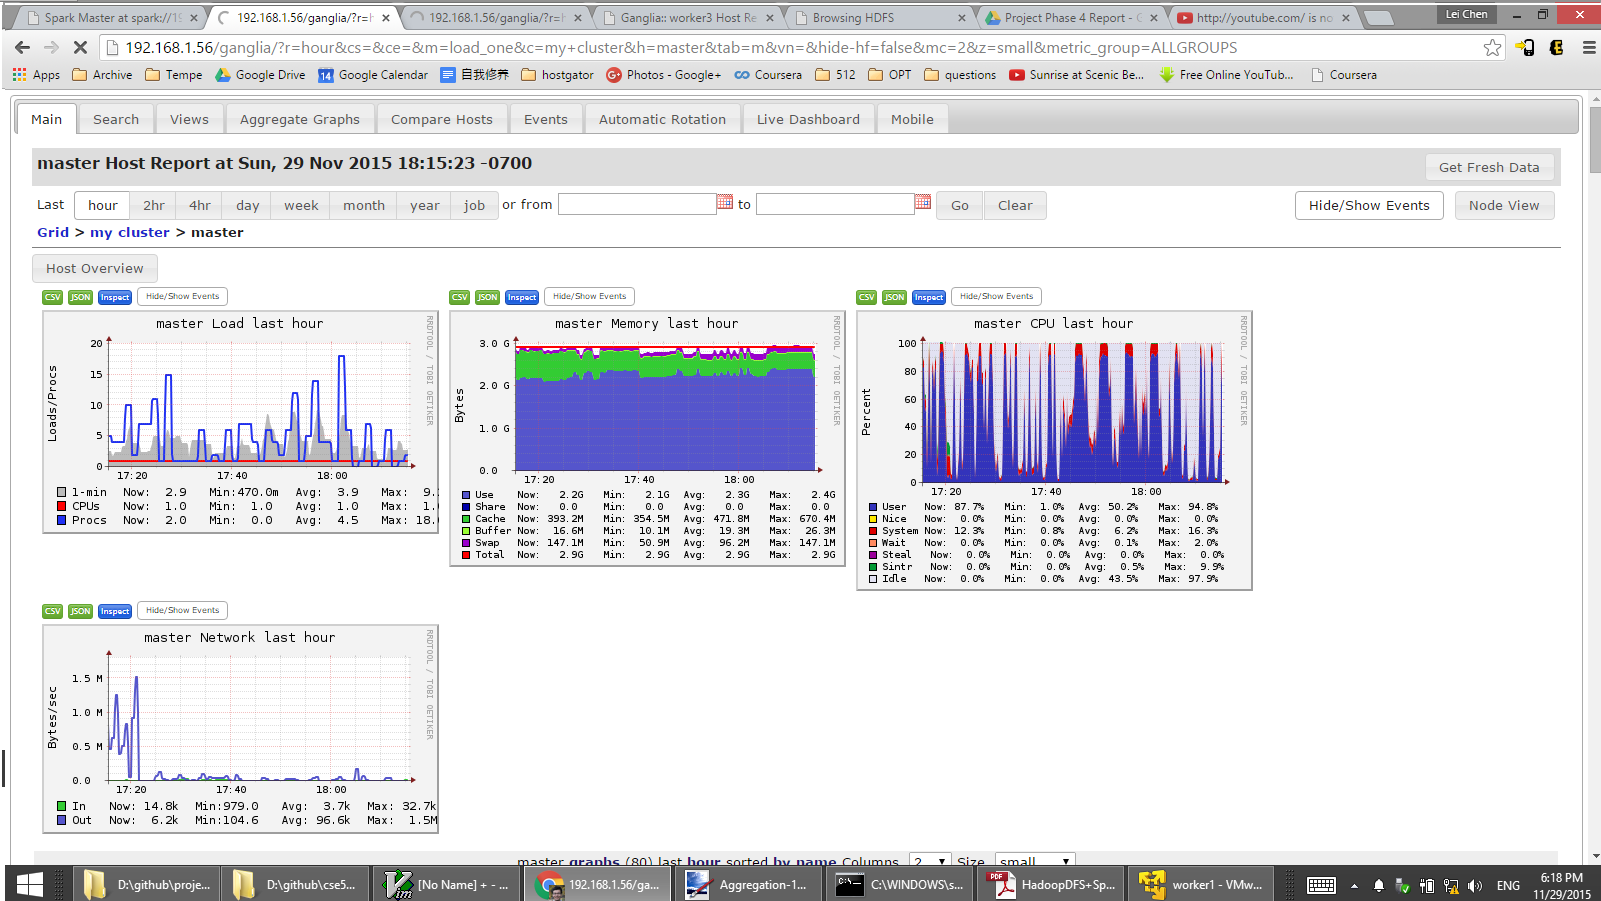 Spark Master at spark://19
192.168.1.56/ganglia/?r=h
192.168.1.56/ganglia/?r=h
Ganglia:: worker3 Host Re
Browsing HDFS
Project Phase 4 Report - G
http://youtube.com/ is no
Lei Chen
192.168.1.56/ganglia/?r=hour&cs=&ce=&m=load_one&c=my+cluster&h=master&tab=m&vn=&hide-hf=false&mc=2&z=small&metric_group=ALLGROUPS
Apps Archive Tempe Google Drive 14 Google Calendar 自我修养 hostgator Photos - Google+ Coursera 512 OPT questions Sunrise at Scenic Be... Free Online YouTub... Coursera
Main Search Views Aggregate Graphs Compare Hosts Events Automatic Rotation Live Dashboard Mobile
master Host Report at Sun, 29 Nov 2015 18:15:23 -0700
Get Fresh Data
Last hour 2hr 4hr day week month year job or from to Go Clear
Hide/Show Events Node View
Grid > my cluster > master
Host Overview
CSV JSON Inspect Hide/Show Events
master Load last hour
RRDTOOL / TOBI OETIKER
Loads/Procs
20
15
10
5
0
17:20 17:40 18:00
1-min Now: 2.9 Min:470.0m Avg: 3.9 Max: 9.
CPUs Now: 1.0 Min: 1.0 Avg: 1.0 Max: 1.
Procs Now: 2.0 Min: 0.0 Avg: 4.5 Max: 18.
CSV JSON Inspect Hide/Show Events
master Memory last hour
RRDTOOL / TOBI OETIKER
Bytes
3.0 G
2.0 G
1.0 G
0.0
17:20 17:40 18:00
Use Now: 2.2G Min: 2.1G Avg: 2.3G Max: 2.4G
Share Now: 0.0 Min: 0.0 Avg: 0.0 Max: 0.0
Cache Now: 393.2M Min: 354.5M Avg: 471.8M Max: 670.4M
Buffer Now: 16.6M Min: 10.1M Avg: 19.3M Max: 26.3M
Swap Now: 147.1M Min: 50.9M Avg: 96.2M Max: 147.1M
Total Now: 2.9G Min: 2.9G Avg: 2.9G Max: 2.9G
CSV JSON Inspect Hide/Show Events
master CPU last hour
RRDTOOL / TOBI OETIKER
Percent
100
80
60
40
20
0
17:20 17:40 18:00
User Now: 87.7% Min: 1.0% Avg: 50.2% Max: 94.8%
Nice Now: 0.0% Min: 0.0% Avg: 0.0% Max: 0.0%
System Now: 12.3% Min: 0.8% Avg: 6.2% Max: 16.3%
Wait Now: 0.0% Min: 0.0% Avg: 0.1% Max: 2.0%
Steal Now: 0.0% Min: 0.0% Avg: 0.0% Max: 0.0%
Sintr Now: 0.0% Min: 0.0% Avg: 0.5% Max: 9.9%
Idle Now: 0.0% Min: 0.0% Avg: 43.5% Max: 97.9%
CSV JSON Inspect Hide/Show Events
master Network last hour
RRDTOOL / TOBI OETIKER
Bytes/sec
1.5 M
1.0 M
0.5 M
0.0
17:20 17:40 18:00
In Now: 14.8k Min:979.0 Avg: 3.7k Max: 32.7k
Out Now: 6.2k Min:104.6 Avg: 96.6k Max: 1.5M
master graphs (80) last hour sorted by name Columns 2 Size small
D:\github\proje...
D:\github\cse5...
[No Name] + - ...
192.168.1.56/ga...
Aggregation-1...
C:\WINDOWS\s...
HadoopDFS+Sp...
worker1 - VMw...
ENG
6:18 PM
11/29/2015